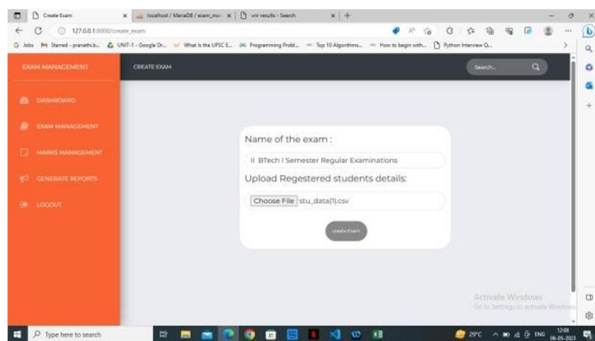 Create Exam
localhost / MariaDB / exam_man
vnr results - Search
127.0.0.1:8000/create_exam
Jobs
Starred - pranathi.b...
UNIT-1 - Google Dr...
What is the UPSC E...
Programming Probl...
Top 10 Algorithms...
How to begin with...
Python Interview Q...
EXAM MANAGEMENT
CREATE EXAM
Search...
DASHBOARD
EXAM MANAGEMENT
MARKS MANAGEMENT
GENERATE REPORTS
LOGOUT
Name of the exam :
II BTech I Semester Regular Examinations
Upload Regestered students details:
Choose File stu_data(1).csv
create Exam
Activate Windows
Go to Settings to activate Windows
Type here to search
29°C
ENG
12:08
06-05-2023